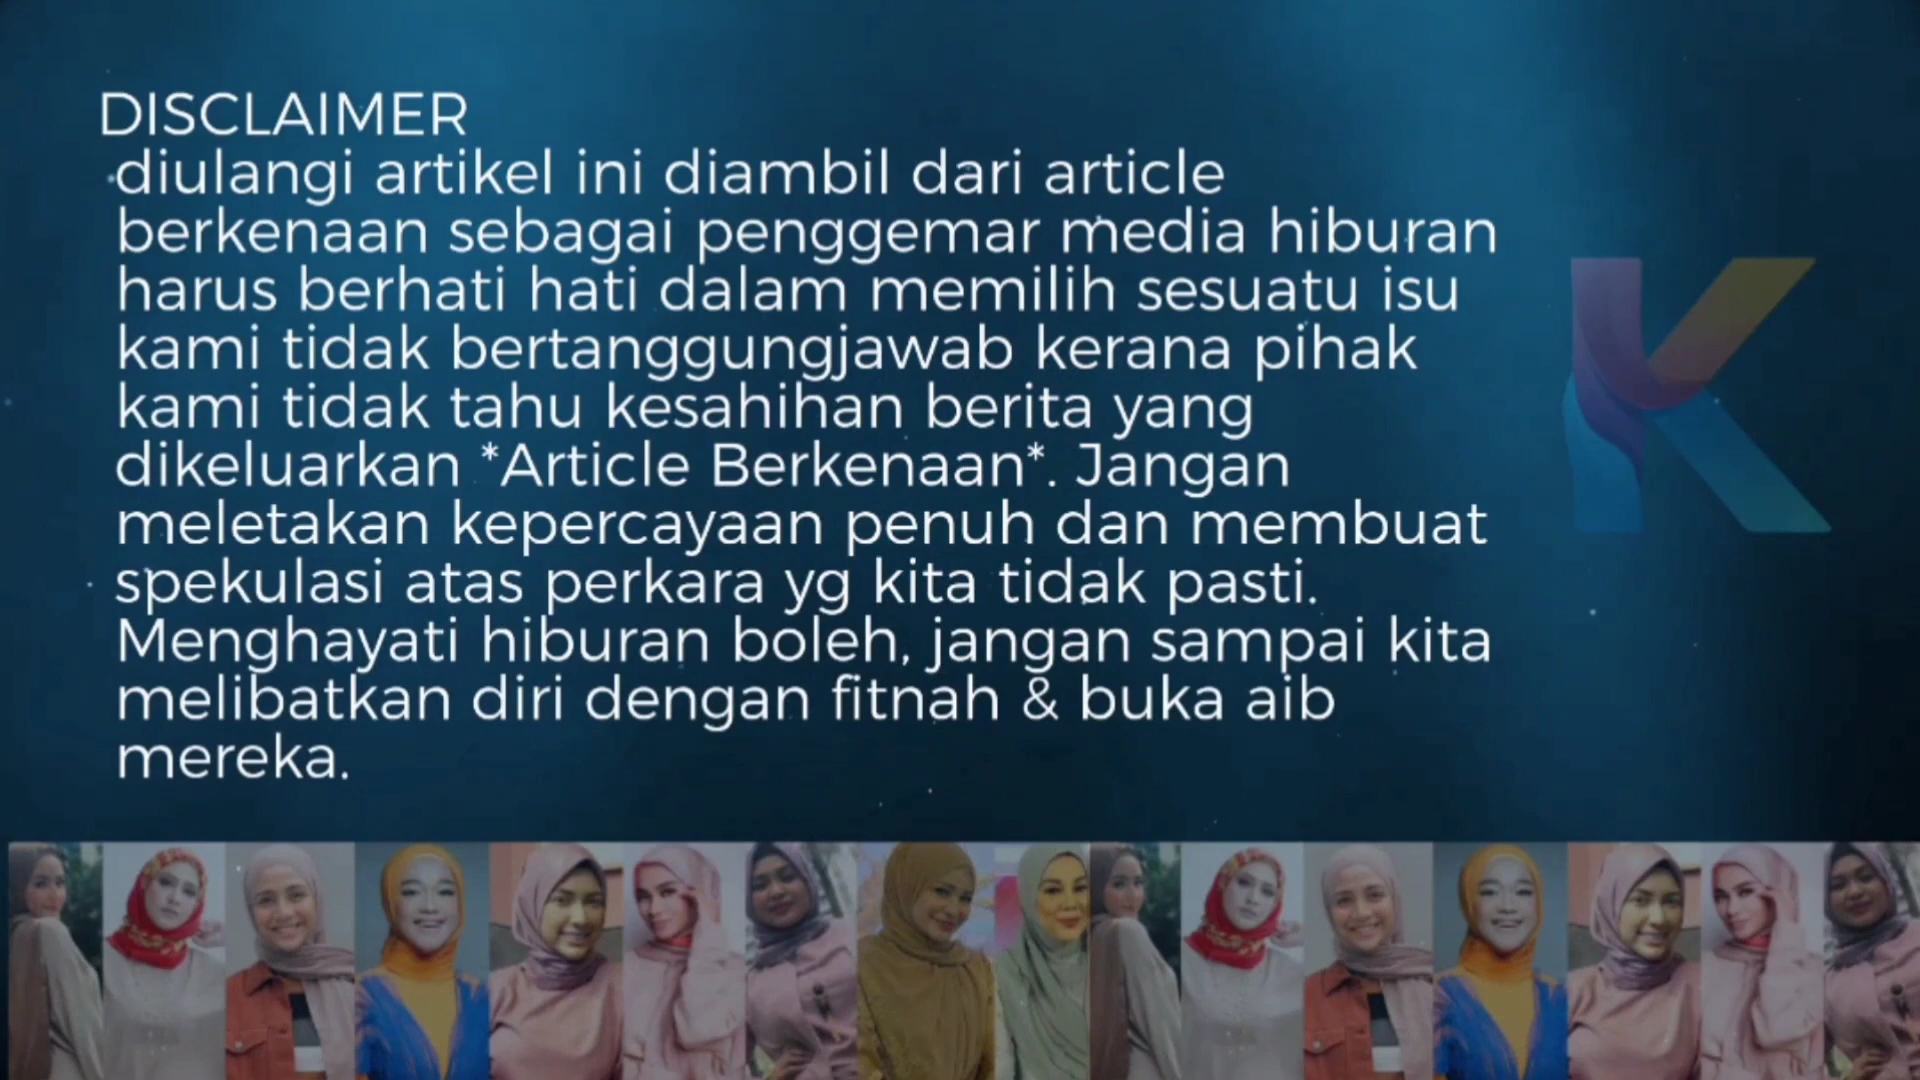 DISCLAIMER
diulangi artikel ini diambil dari article
berkenaan sebagai penggemar media hiburan
harus berhati hati dalam memilih sesuatu isu
kami tidak bertanggungjawab kerana pihak
kami tidak tahu kesahihan berita yang
dikeluarkan *Article Berkenaan*. Jangan
meletakan kepercayaan penuh dan membuat
spekulasi atas perkara yg kita tidak pasti.
Menghayati hiburan boleh, jangan sampai kita
melibatkan diri dengan fitnah & buka aib
mereka.
K